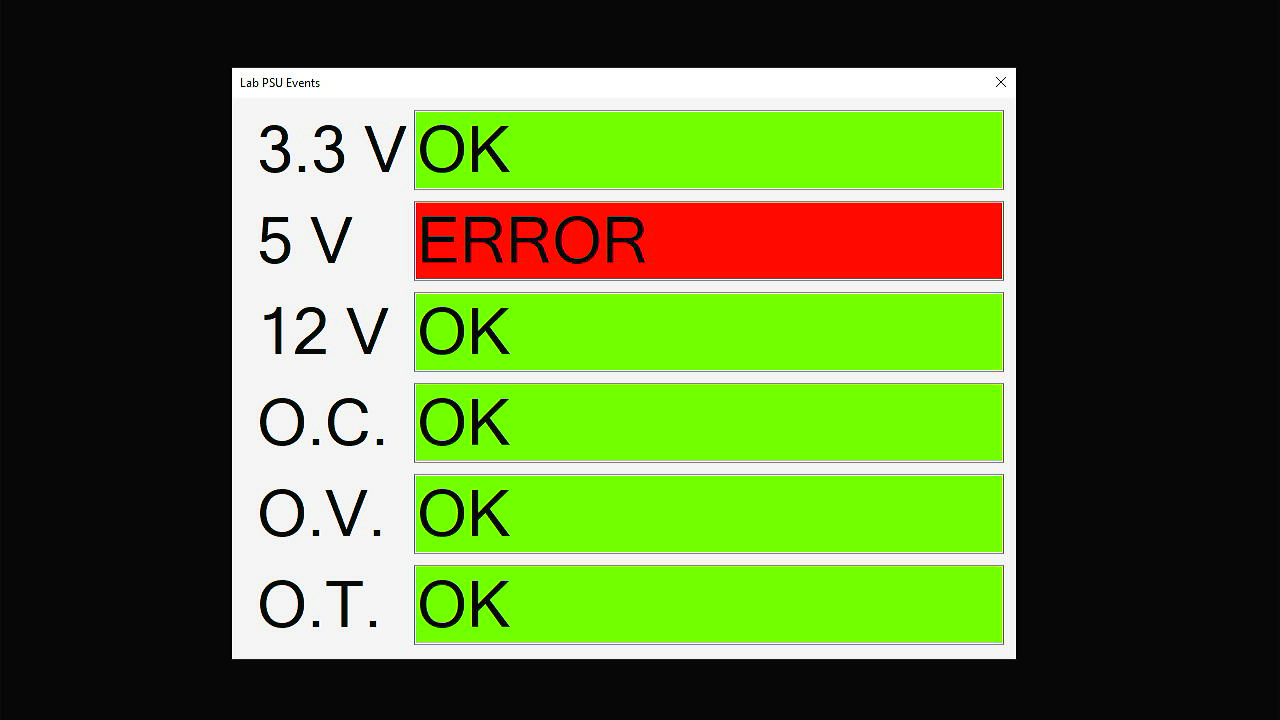 Lab PSU Events
3.3 V OK
5 V ERROR
12 V OK
O.C. OK
O.V. OK
O.T. OK